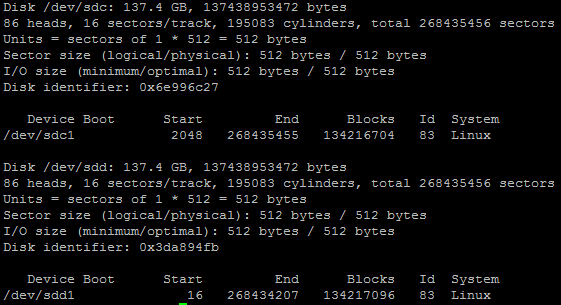 Disk /dev/sdc: 137.4 GB, 137438953472 bytes
86 heads, 16 sectors/track, 195083 cylinders, total 268435456 sectors
Units = sectors of 1 * 512 = 512 bytes
Sector size (logical/physical): 512 bytes / 512 bytes
I/O size (minimum/optimal): 512 bytes / 512 bytes
Disk identifier: 0x6e996c27
Device Boot Start End Blocks Id System
/dev/sdc1 2048 268435455 134216704 83 Linux
Disk /dev/sdd: 137.4 GB, 137438953472 bytes
86 heads, 16 sectors/track, 195083 cylinders, total 268435456 sectors
Units = sectors of 1 * 512 = 512 bytes
Sector size (logical/physical): 512 bytes / 512 bytes
I/O size (minimum/optimal): 512 bytes / 512 bytes
Disk identifier: 0x3da894fb
Device Boot Start End Blocks Id System
/dev/sdd1 16 268434207 134217096 83 Linux